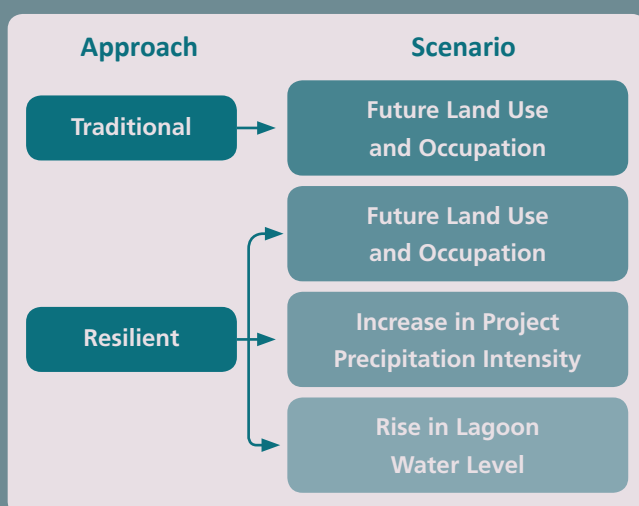 Approach
Scenario
Traditional
Future Land Use
and Occupation
Resilient
Future Land Use
and Occupation
Increase in Project
Precipitation Intensity
Rise in Lagoon
Water Level